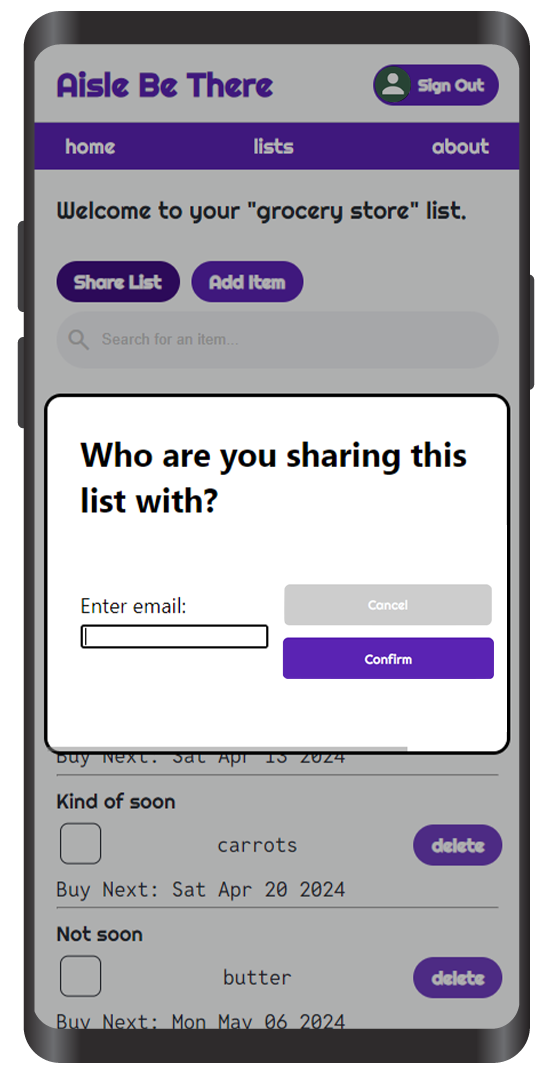 Aisle Be There
Sign Out
home lists about
Welcome to your "grocery store" list.
Share List Add Item
Search for an item...
Who are you sharing this
list with?
Enter email:
Cancel
Confirm
Buy Next: Sat Apr 13 2024
Kind of soon
carrots delete
Buy Next: Sat Apr 20 2024
Not soon
butter delete
Buy Next: Mon May 06 2024